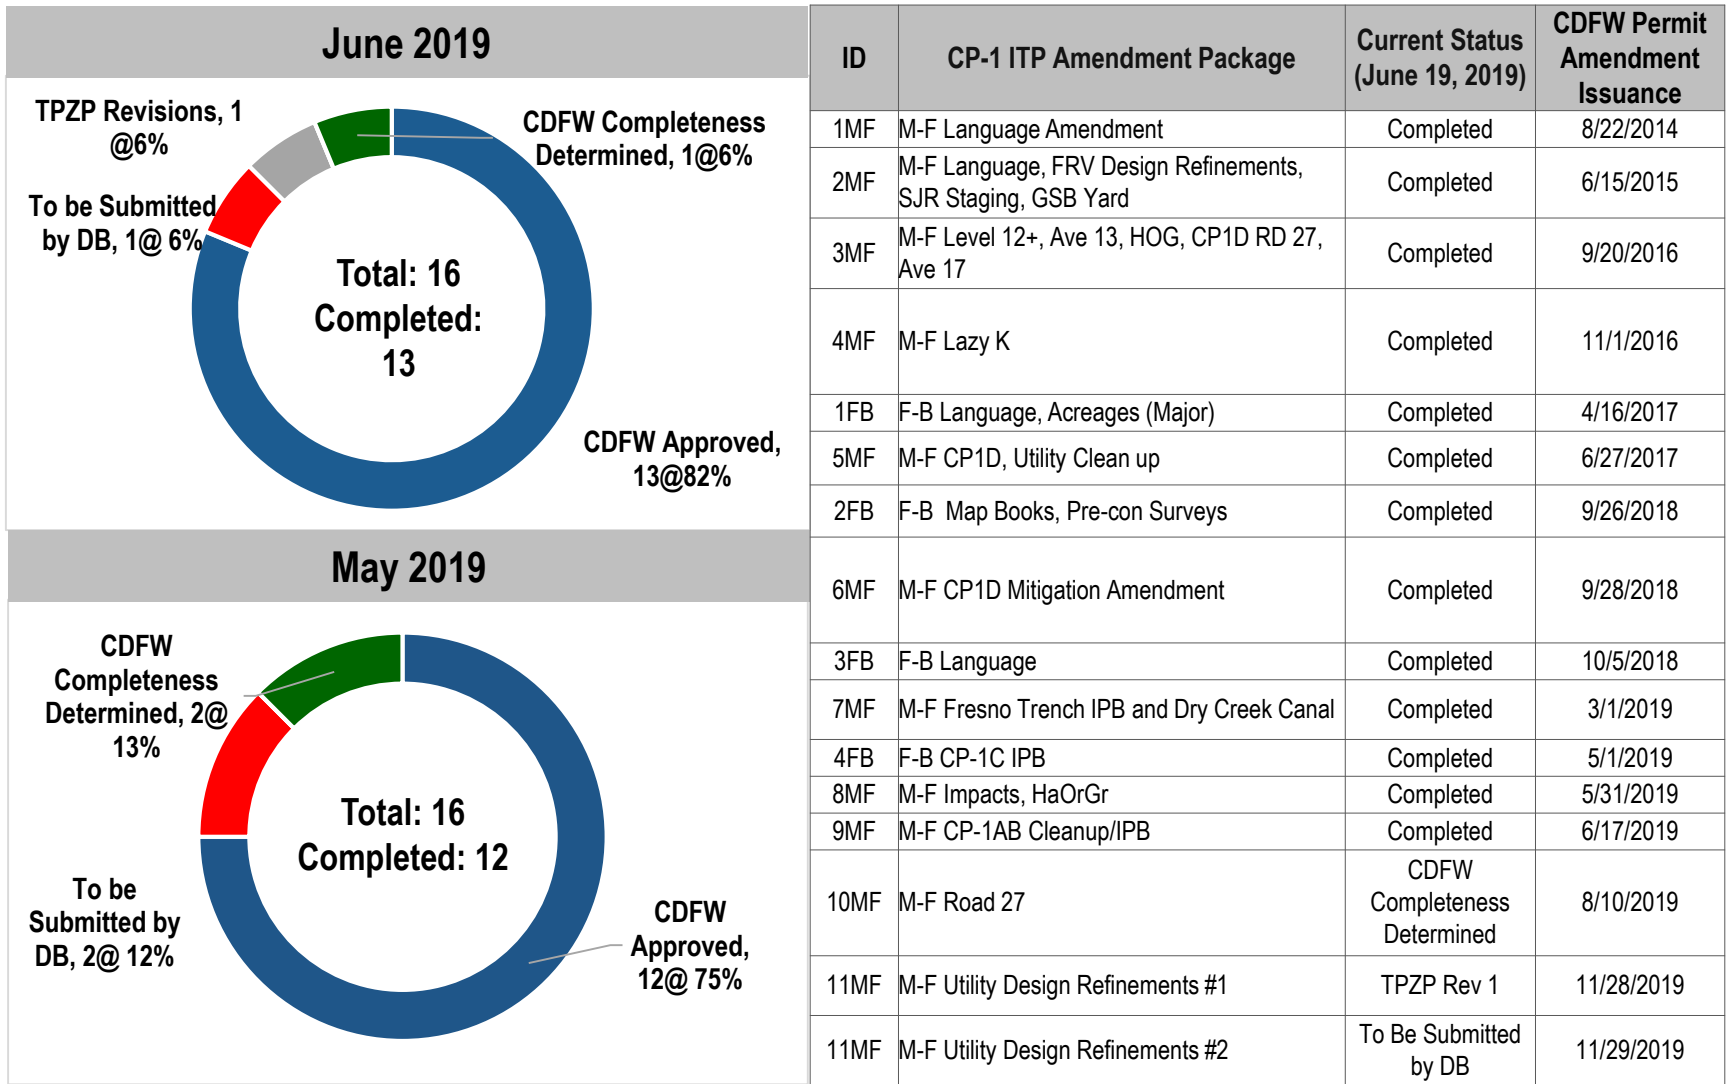 June 2019
TPZP Revisions, 1
@6%
CDFW Completeness
Determined, 1@6%
To be Submitted
by DB, 1@ 6%
Total: 16
Completed:
13
CDFW Approved,
13@82%
May 2019
CDFW
Completeness
Determined, 2@
13%
Total: 16
Completed: 12
To be
Submitted by
DB, 2@ 12%
CDFW
Approved,
12@ 75%
ID CP-1 ITP Amendment Package Current Status (June 19, 2019) CDFW Permit Amendment Issuance
1MF M-F Language Amendment Completed 8/22/2014
2MF M-F Language, FRV Design Refinements, SJR Staging, GSB Yard Completed 6/15/2015
3MF M-F Level 12+, Ave 13, HOG, CP1D RD 27, Ave 17 Completed 9/20/2016
4MF M-F Lazy K Completed 11/1/2016
1FB F-B Language, Acreages (Major) Completed 4/16/2017
5MF M-F CP1D, Utility Clean up Completed 6/27/2017
2FB F-B  Map Books, Pre-con Surveys Completed 9/26/2018
6MF M-F CP1D Mitigation Amendment Completed 9/28/2018
3FB F-B Language Completed 10/5/2018
7MF M-F Fresno Trench IPB and Dry Creek Canal Completed 3/1/2019
4FB F-B CP-1C IPB Completed 5/1/2019
8MF M-F Impacts, HaOrGr Completed 5/31/2019
9MF M-F CP-1AB Cleanup/IPB Completed 6/17/2019
10MF M-F Road 27 CDFW Completeness Determined 8/10/2019
11MF M-F Utility Design Refinements #1 TPZP Rev 1 11/28/2019
11MF M-F Utility Design Refinements #2 To Be Submitted by DB 11/29/2019